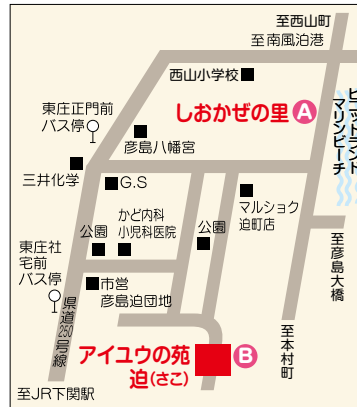 至西山町
至南風泊港
西山小学校
しおかぜの里 A
東庄正門前
バス停
彦島八幡宮
ピコットランド
マリンビーチ
三井化学
G.S
かど内科
小児科医院
公園
公園
マルショク
迫町店
東庄社
宅前
バス停
至彦島大橋
市営
彦島迫団地
県道250号線
アイユウの苑
迫(さこ)
B
至本村町
至JR下関駅